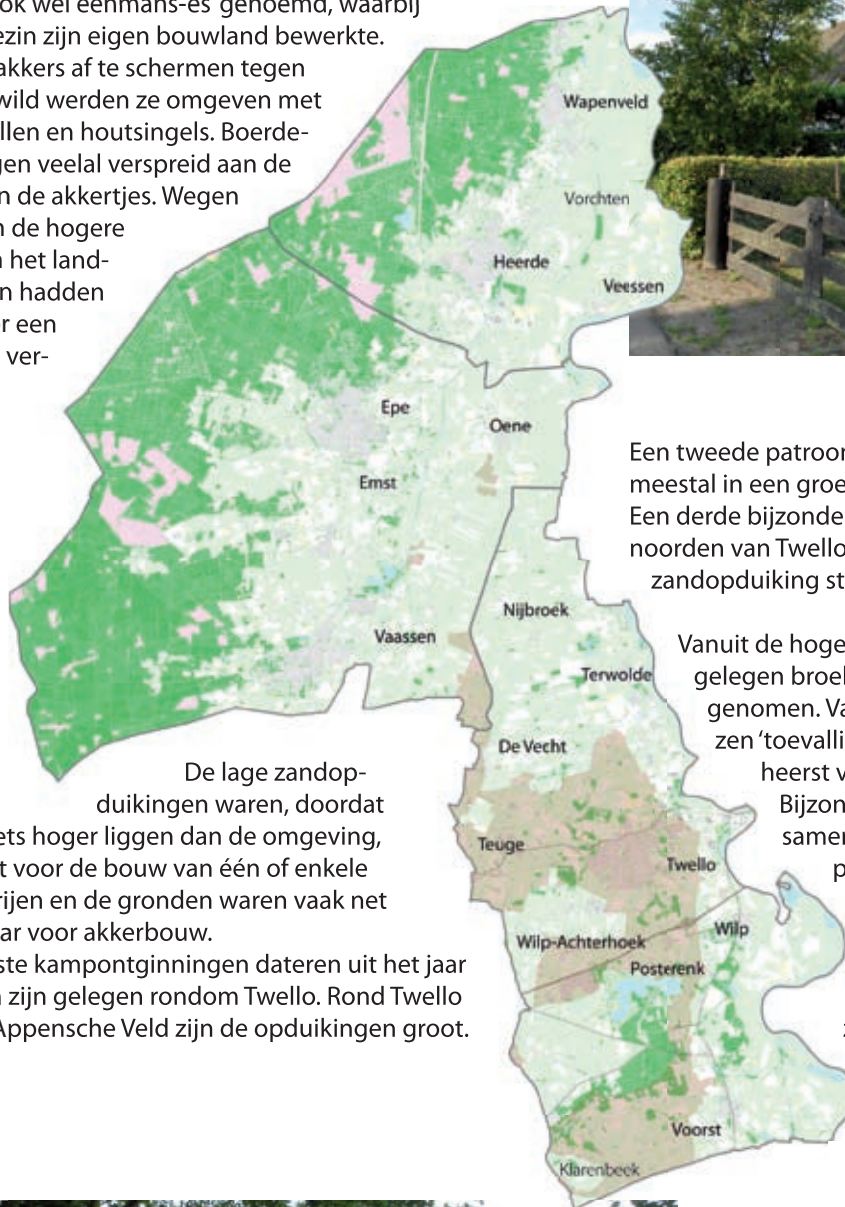 ok wel eenmans-es genoemd, waarbij
ezin zijn eigen bouwland bewerkte.
akkers af te schermen tegen
wild werden ze omgeven met
llen en houtsingels. Boerde-
gen veelal verspreid aan de
n de akkertjes. Wegen
n de hogere
n het land-
n hadden
r een
ver-
Wapenveld
Vorchten
Heerde
Veessen
Epe
Oene
Emst
Vaassen
Nijbroek
Terwolde
De Vecht
Teuge
Twello
Wilp-Achterhoek
Wilp
Posterenk
Voorst
Klarenbeek
De lage zandop-
duikingen waren, doordat
ets hoger liggen dan de omgeving,
t voor de bouw van één of enkele
rijen en de gronden waren vaak net
ar voor akkerbouw.
ste kampontginningen dateren uit het jaar
n zijn gelegen rondom Twello. Rond Twello
Appensche Veld zijn de opduikingen groot.
Een tweede patroon
meestal in een groe
Een derde bijzonde
noorden van Twello
zandopduiking st
Vanuit de hoge
gelegen broek
genomen. Va
zen ‘toevalli
heerst v
Bijzon
samen
p
z